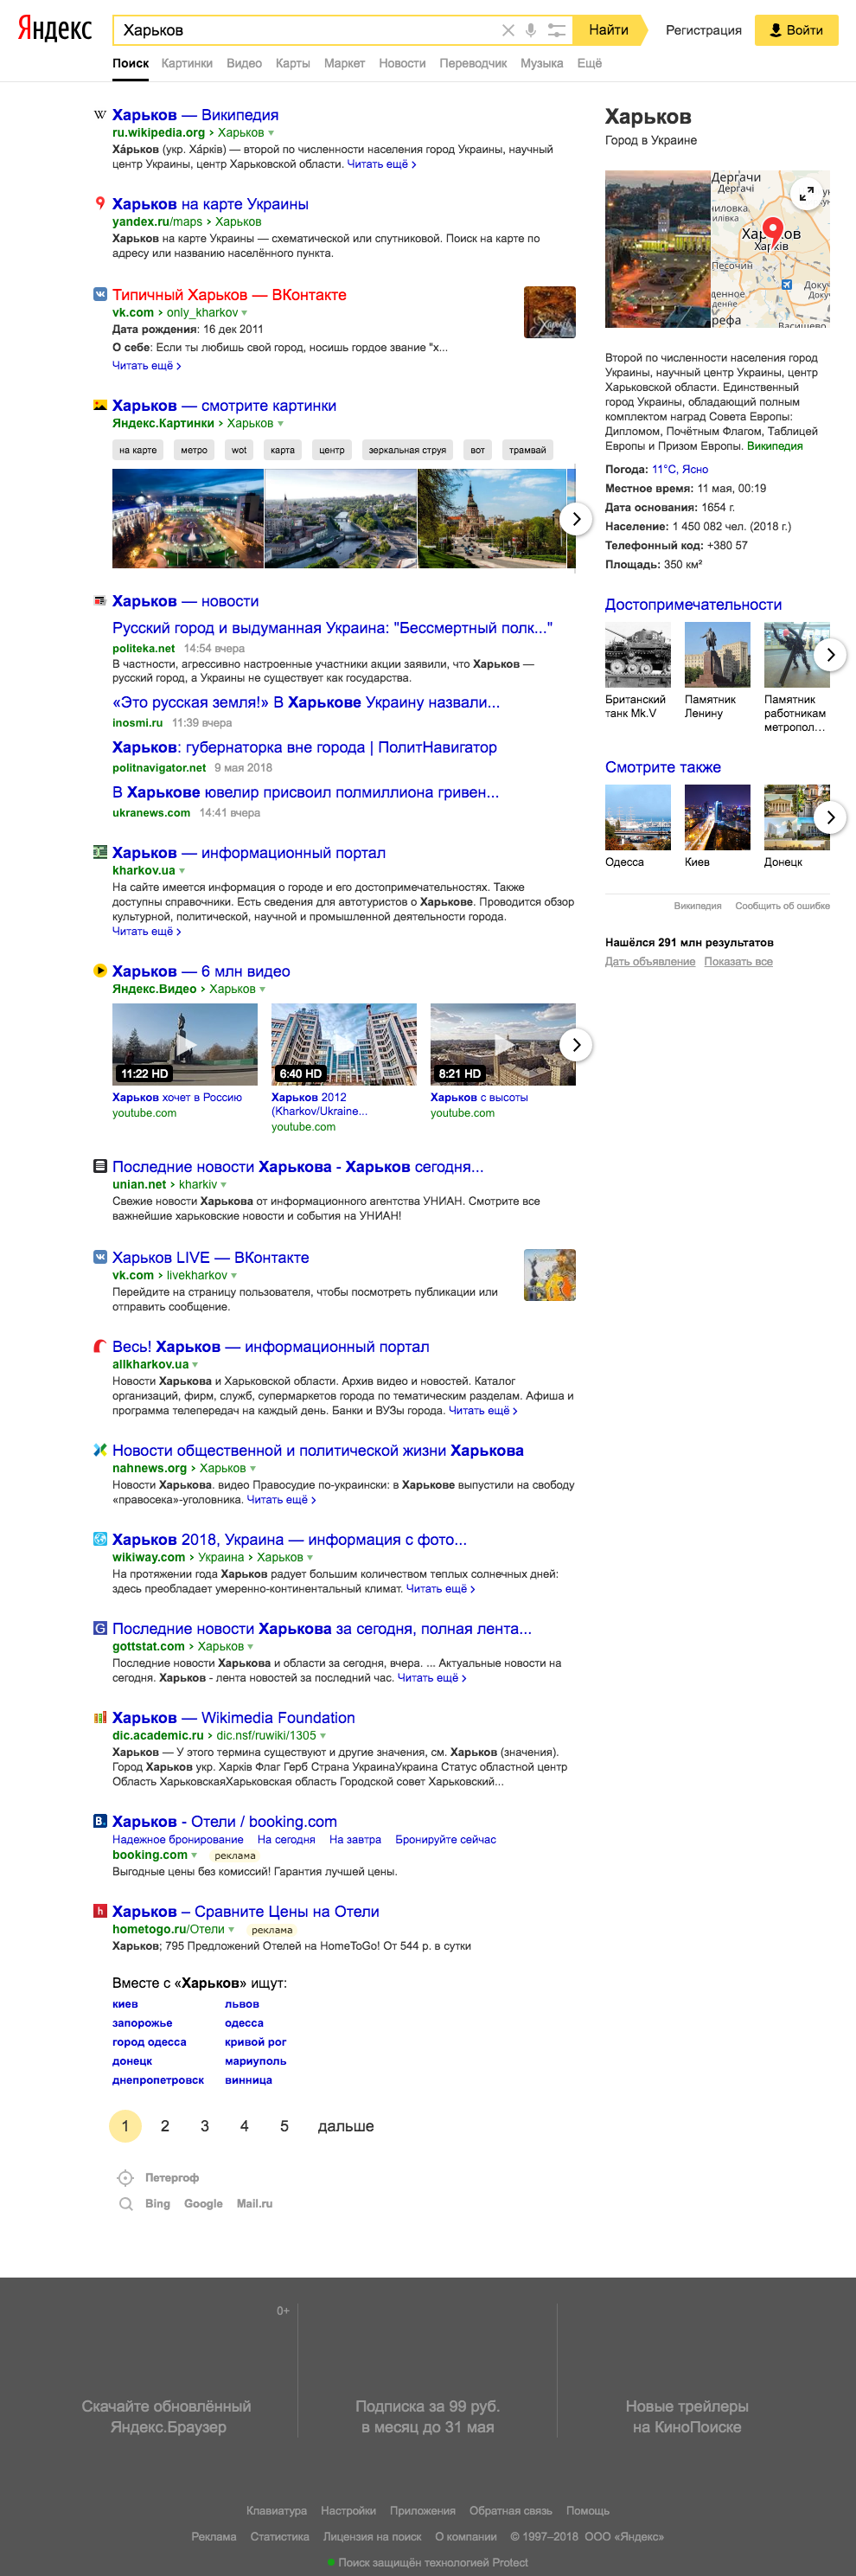 Яндекс
Харьков
Найти
Регистрация
Войти
Поиск Картинки Видео Карты Маркет Новости Переводчик Музыка Ещё
Харьков — Википедия
ru.wikipedia.org › Харьков
Ха́рьков (укр. Ха́рків) — второй по численности населения город Украины, научный
центр Украины, центр Харьковской области. Читать ещё ›
Харьков на карте Украины
yandex.ru/maps › Харьков
Харьков на карте Украины — схематической или спутниковой. Поиск на карте по
адресу или названию населённого пункта.
Типичный Харьков — ВКонтакте
vk.com › only_kharkov
Дата рождения: 16 дек 2011
О себе: Если ты любишь свой город, носишь гордое звание "х...
Читать ещё ›
Харьков — смотрите картинки
Яндекс.Картинки › Харьков
на карте метро wot карта центр зеркальная струя вот трамвай
Харьков — новости
Русский город и выдуманная Украина: "Бессмертный полк..."
politeka.net 14:54 вчера
В частности, агрессивно настроенные участники акции заявили, что Харьков —
русский город, а Украины не существует как государства.
«Это русская земля!» В Харькове Украину назвали...
inosmi.ru 11:39 вчера
Харьков: губернаторка вне города | ПолитНавигатор
politnavigator.net 9 мая 2018
В Харькове ювелир присвоил полмиллиона гривен...
ukranews.com 14:41 вчера
Харьков — информационный портал
kharkov.ua
На сайте имеется информация о городе и его достопримечательностях. Также
доступны справочники. Есть сведения для автотуристов о Харькове. Проводится обзор
культурной, политической, научной и промышленной деятельности города.
Читать ещё ›
Харьков — 6 млн видео
Яндекс.Видео › Харьков
11:22 HD
6:40 HD
8:21 HD
Харьков хочет в Россию
youtube.com
Харьков 2012
(Kharkov/Ukraine...
youtube.com
Харьков с высоты
youtube.com
Последние новости Харькова - Харьков сегодня...
unian.net › kharkiv
Свежие новости Харькова от информационного агентства УНИАН. Смотрите все
важнейшие харьковские новости и события на УНИАН!
Харьков LIVE — ВКонтакте
vk.com › livekharkov
Перейдите на страницу пользователя, чтобы посмотреть публикации или
отправить сообщение.
Весь! Харьков — информационный портал
allkharkov.ua
Новости Харькова и Харьковской области. Архив видео и новостей. Каталог
организаций, фирм, служб, супермаркетов города по тематическим разделам. Афиша и
программа телепередач на каждый день. Банки и ВУЗы города. Читать ещё ›
Новости общественной и политической жизни Харькова
nahnews.org › Харьков
Новости Харькова. видео Правосудие по-украински: в Харькове выпустили на свободу
«правосека»-уголовника. Читать ещё ›
Харьков 2018, Украина — информация с фото...
wikiway.com › Украина › Харьков
На протяжении года Харьков радует большим количеством теплых солнечных дней:
здесь преобладает умеренно-континентальный климат. Читать ещё ›
Последние новости Харькова за сегодня, полная лента...
gottstat.com › Харьков
Последние новости Харькова и области за сегодня, вчера. ... Актуальные новости на
сегодня. Харьков - лента новостей за последний час. Читать ещё ›
Харьков — Wikimedia Foundation
dic.academic.ru › dic.nsf/ruwiki/1305
Харьков — У этого термина существуют и другие значения, см. Харьков (значения).
Город Харьков укр. Харків Флаг Герб Страна УкраинаУкраина Статус областной центр
Область ХарьковскаяХарьковская область Городской совет Харьковский...
Харьков - Отели / booking.com
Надежное бронирование На сегодня На завтра Бронируйте сейчас
booking.com реклама
Выгодные цены без комиссий! Гарантия лучшей цены.
Харьков – Сравните Цены на Отели
hometogo.ru/Отели реклама
Харьков; 795 Предложений Отелей на HomeToGo! От 544 р. в сутки
Вместе с «Харьков» ищут:
киев львов
запорожье одесса
город одесса кривой рог
донецк мариуполь
днепропетровск винница
1 2 3 4 5 дальше
Петергоф
Bing Google Mail.ru
Харьков
Город в Украине
Дергачи
Дергачі
Харьков
Харків
Песочин
Второй по численности населения город
Украины, научный центр Украины, центр
Харьковской области. Единственный
город Украины, обладающий полным
комплектом наград Совета Европы:
Дипломом, Почётным Флагом, Таблицей
Европы и Призом Европы. Википедия
Погода: 11°C, Ясно
Местное время: 11 мая, 00:19
Дата основания: 1654 г.
Население: 1 450 082 чел. (2018 г.)
Телефонный код: +380 57
Площадь: 350 км²
Достопримечательности
Британский
танк Mk.V
Памятник
Ленину
Памятник
работникам
метропол...
Смотрите также
Одесса Киев Донецк
Википедия Сообщить об ошибке
Нашёлся 291 млн результатов
Дать объявление Показать все
0+
Скачайте обновлённый
Яндекс.Браузер
Подписка за 99 руб.
в месяц до 31 мая
Новые трейлеры
на КиноПоиске
Клавиатура Настройки Приложения Обратная связь Помощь
Реклама Статистика Лицензия на поиск О компании © 1997–2018 ООО «Яндекс»
Поиск защищён технологией Protect